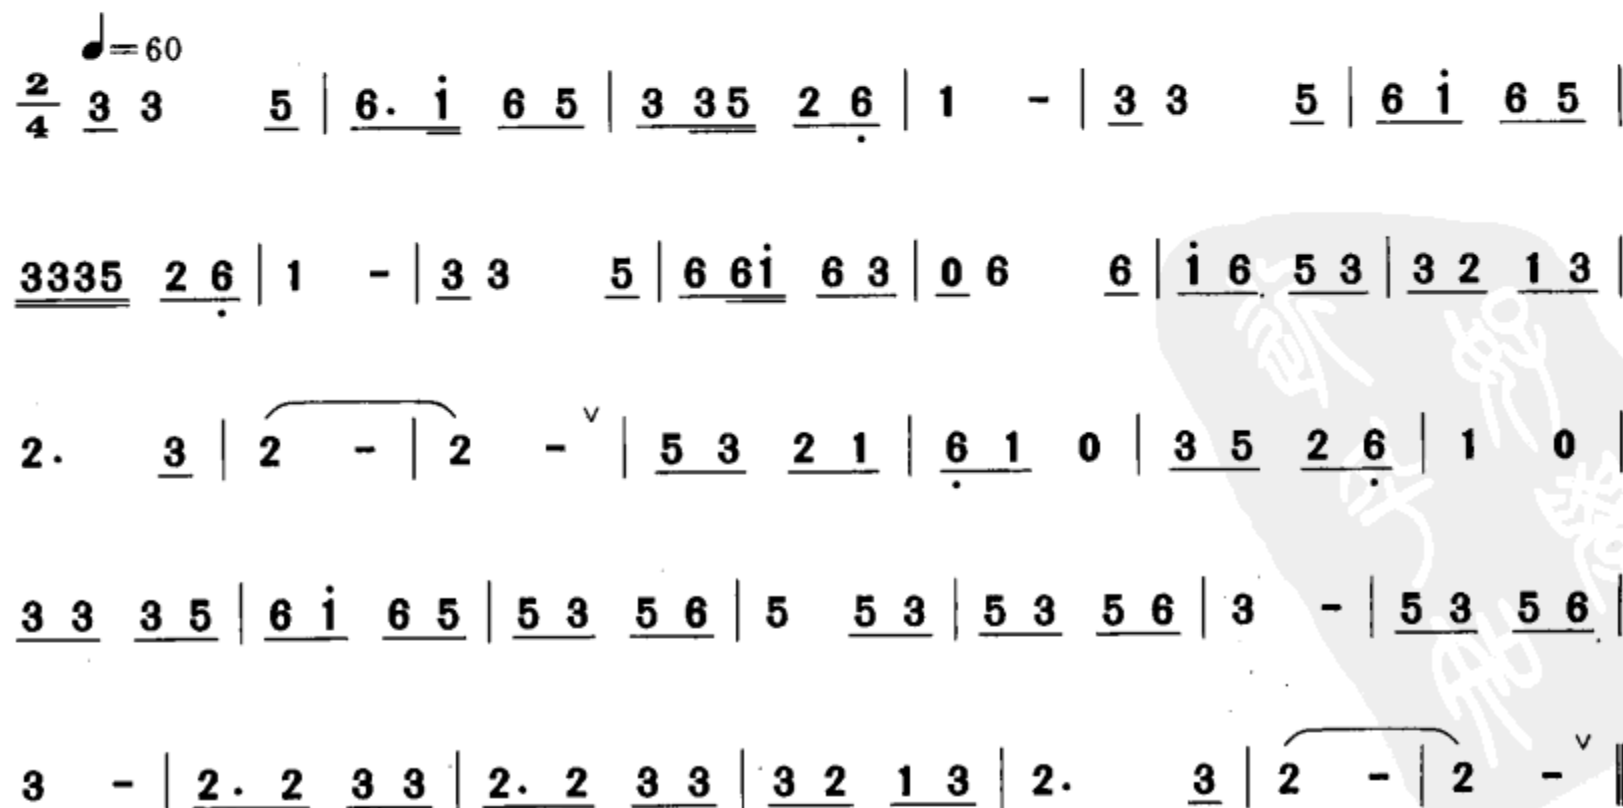 ♩=60
2/4 3 3 5 | 6. i̇ 6 5 | 3 35 2 6̣ | 1 - | 3 3 5 | 6 i̇ 6 5 |
3335 2 6̣ | 1 - | 3 3 5 | 6 6i̇ 6 3 | 0 6 6 | i̇ 6 5 3 | 3 2 1 3 |
2. 3 | 2 - | 2 - ∨ | 5 3 2 1 | 6̣ 1 0 | 3 5 2 6̣ | 1 0 |
3 3 3 5 | 6 i̇ 6 5 | 5 3 5 6 | 5 5 3 | 5 3 5 6 | 3 - | 5 3 5 6 |
3 - | 2. 2 3 3 | 2. 2 3 3 | 3 2 1 3 | 2. 3 | 2 - | 2 - ∨ ‖